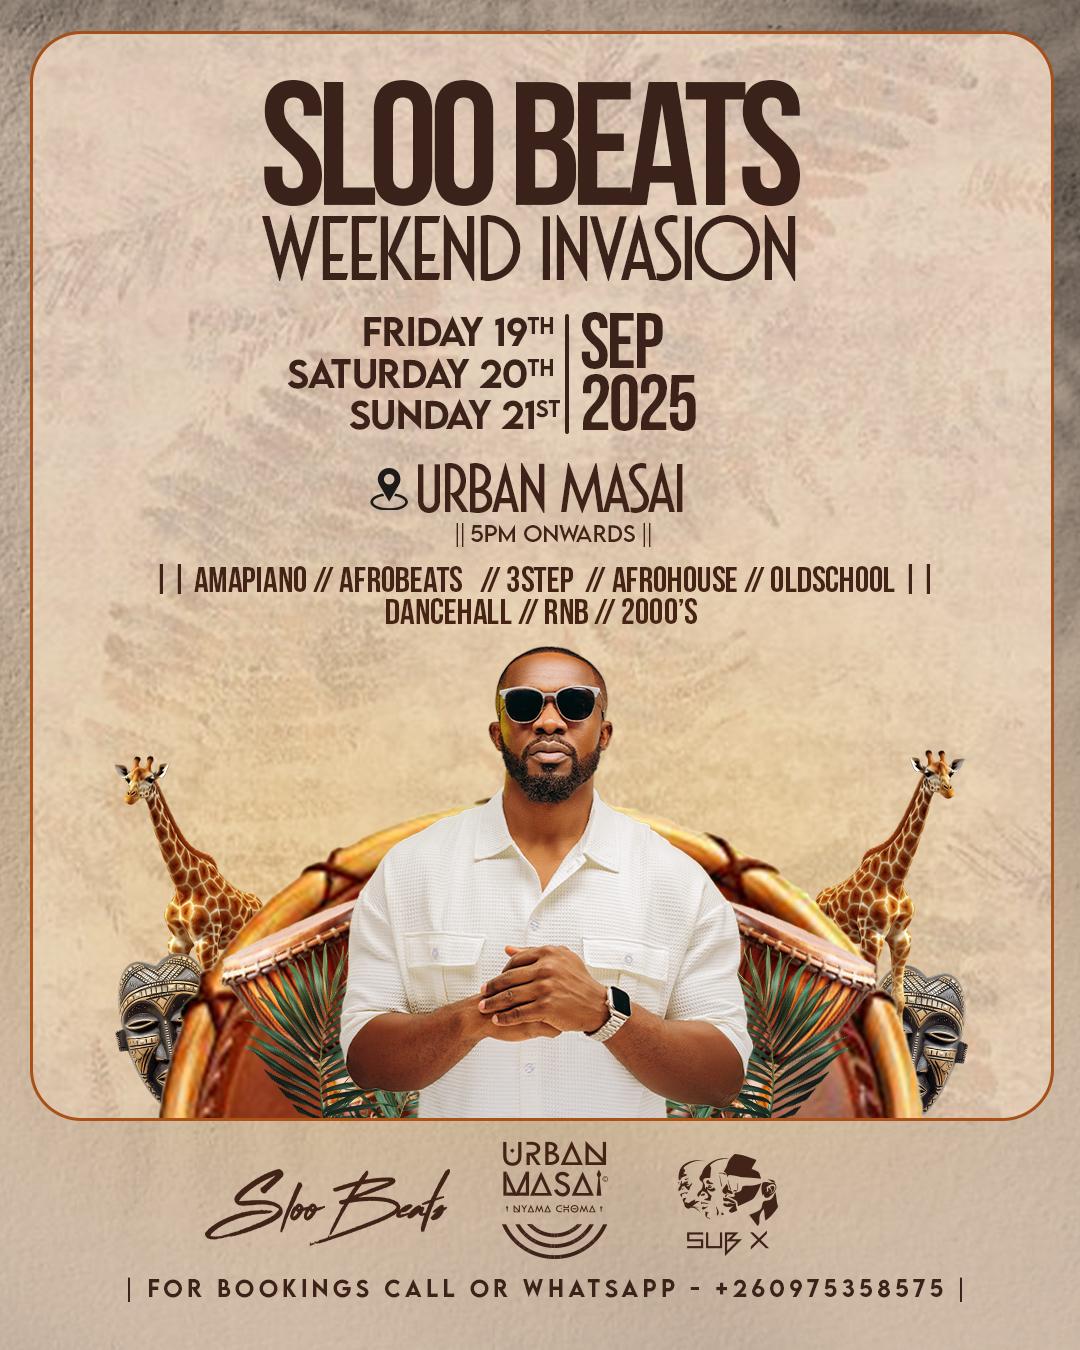 SLOO BEATS
WEEKEND INVASION
FRIDAY 19TH
SATURDAY 20TH
SUNDAY 21ST
SEP
2025
URBAN MASAI
|| 5PM ONWARDS ||
|| AMAPIANO // AFROBEATS // 3STEP // AFROHOUSE // OLDSCHOOL ||
DANCEHALL // RNB // 2000'S
Sloo Beats
URBAN
MASAI©
NYAMA CHOMA
SUB X
| FOR BOOKINGS CALL OR WHATSAPP - +260975358575 |